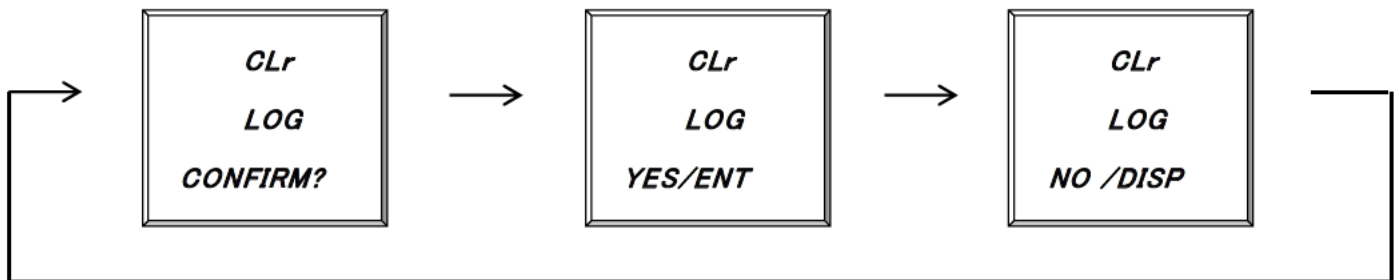 CLr
LOG
CONFIRM?
CLr
LOG
YES/ENT
CLr
LOG
NO /DISP